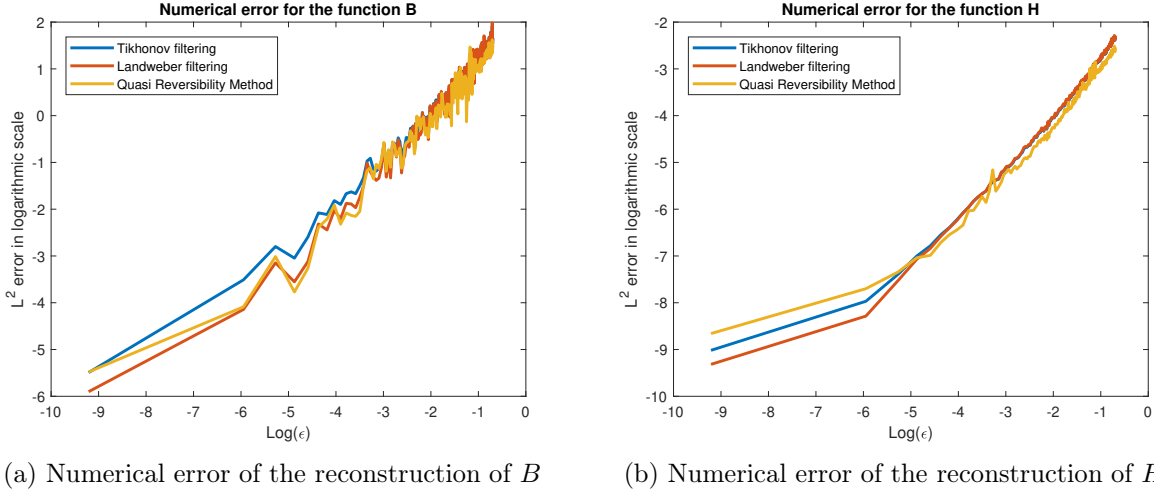 Numerical error for the function B
2
1
0
-1
-2
-3
-4
-5
-6
L² error in logarithmic scale
Tikhonov filtering
Landweber filtering
Quasi Reversibility Method
-10 -9 -8 -7 -6 -5 -4 -3 -2 -1 0
Log(ϵ)
(a) Numerical error of the reconstruction of B
Numerical error for the function H
-2
-3
-4
-5
-6
-7
-8
-9
-10
L² error in logarithmic scale
Tikhonov filtering
Landweber filtering
Quasi Reversibility Method
-10 -9 -8 -7 -6 -5 -4 -3 -2 -1 0
Log(ϵ)
(b) Numerical error of the reconstruction of